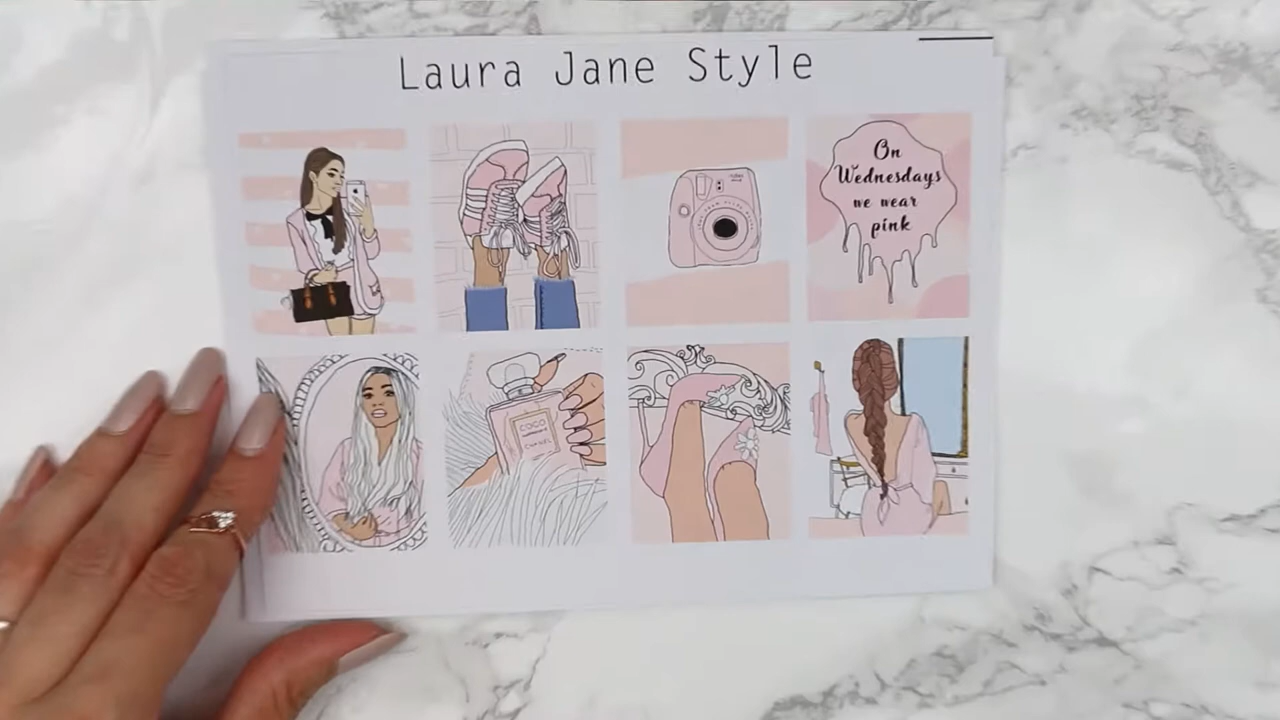 Laura Jane Style
On
Wednesdays
we wear
pink
COCO
CHANEL